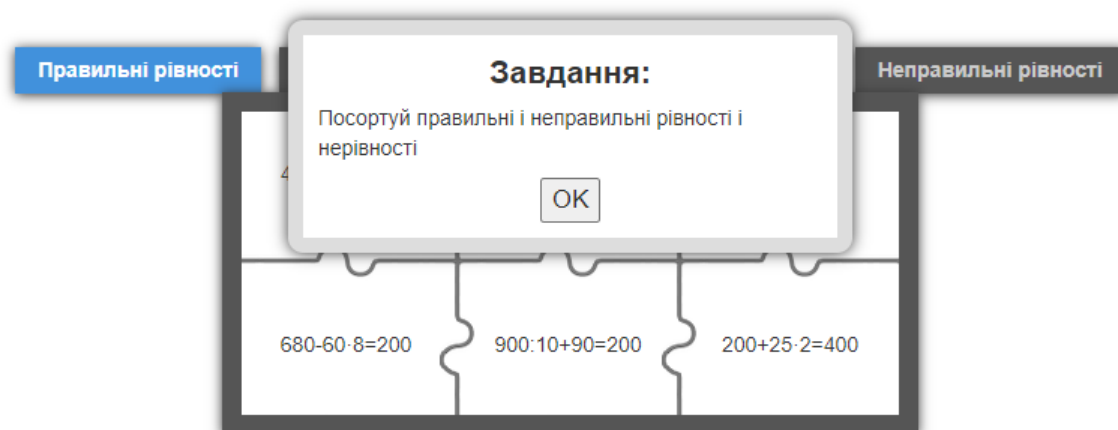 Завдання:
Правильні рівності
Неправильні рівності
Посортуй правильні і неправильні рівності і
нерівності
OK
680-60·8=200
900:10+90=200
200+25·2=400